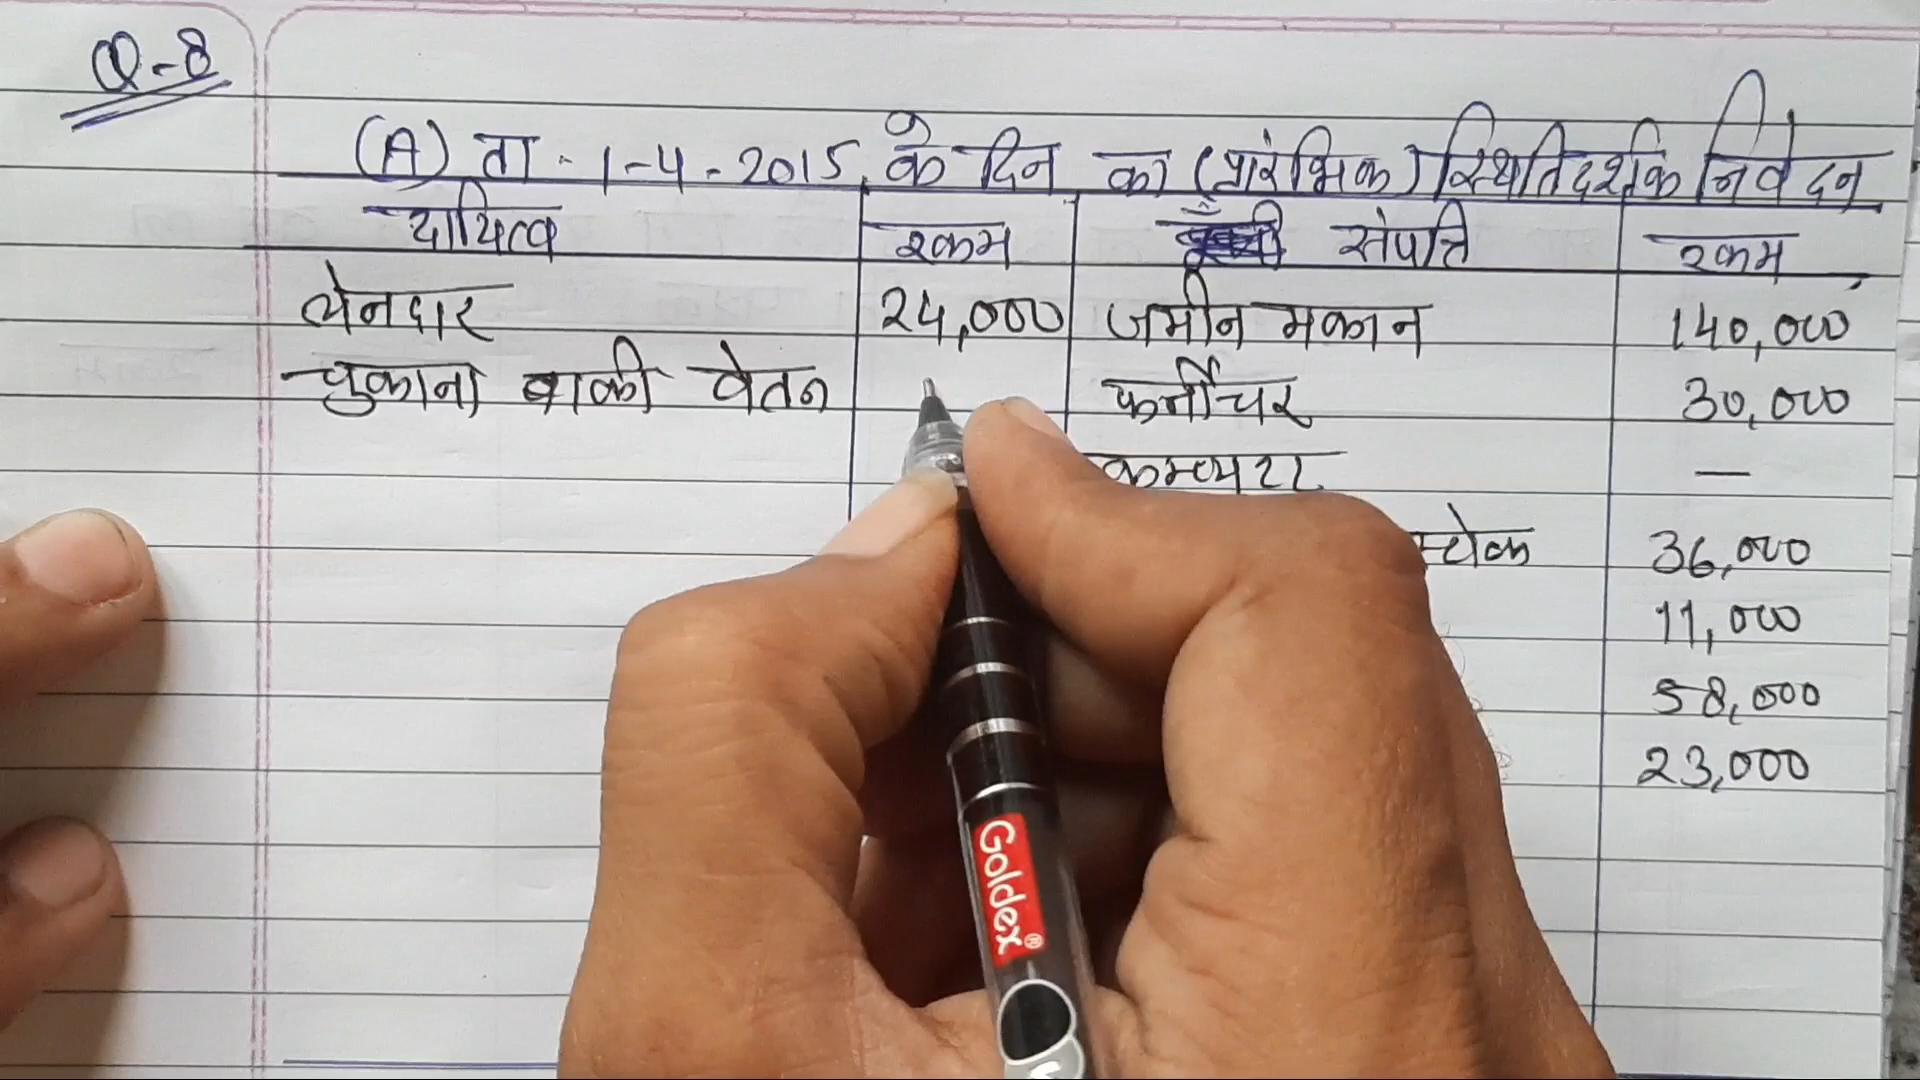 Q-8
(A) ता. 1-4-2015 के दिन का (प्रारंभिक) स्थितिदर्शक निवेदन
दायित्व रकम संपत्ति रकम
लेनदार 24,000 जमीन मकान 140,000
चुकाना बाकी वेतन फर्नीचर 30,000
कम्प्युटर —
36,000
11,000
58,000
23,000
Goldex®